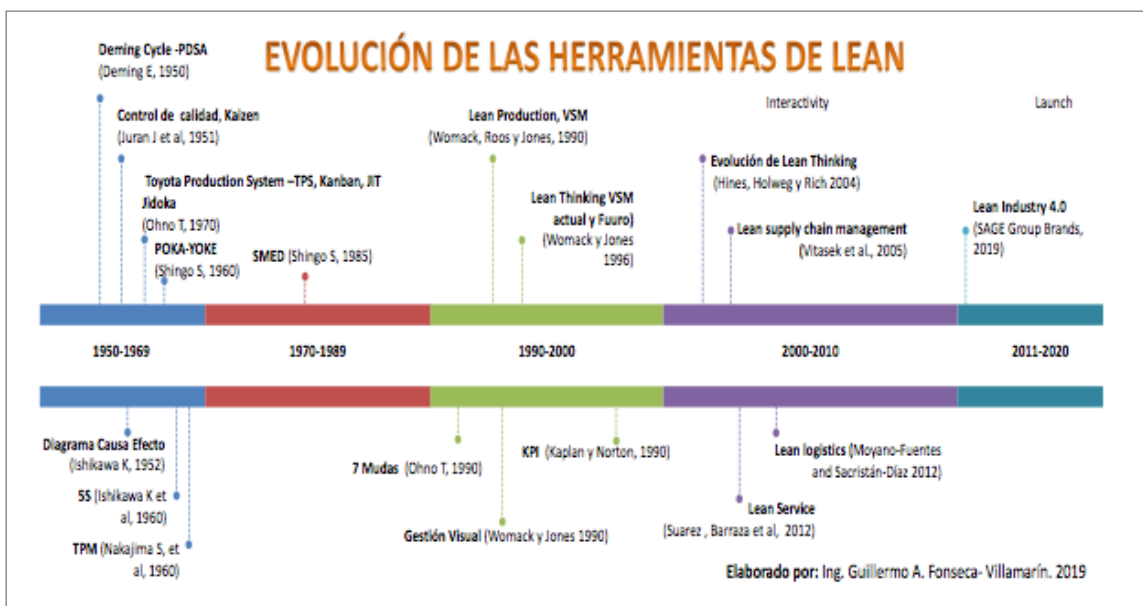 EVOLUCIÓN DE LAS HERRAMIENTAS DE LEAN
Deming Cycle -PDSA
(Deming E, 1950)
Control de calidad, Kaizen
(Juran J et al, 1951)
Toyota Production System –TPS, Kanban, JIT
Jidoka
(Ohno T, 1970)
POKA-YOKE
(Shingo S, 1960)
SMED (Shingo S, 1985)
Lean Production, VSM
(Womack, Roos y Jones, 1990)
Lean Thinking VSM
actual y Fuuro)
(Womack y Jones
1996)
Interactivity
Evolución de Lean Thinking
(Hines, Holweg y Rich 2004)
Lean supply chain management
(Vitasek et al., 2005)
Launch
Lean Industry 4.0
(SAGE Group Brands,
2019)
1950-1969
1970-1989
1990-2000
2000-2010
2011-2020
Diagrama Causa Efecto
(Ishikawa K, 1952)
5S (Ishikawa K et
al, 1960)
TPM (Nakajima S, et
al, 1960)
7 Mudas (Ohno T, 1990)
KPI (Kaplan y Norton, 1990)
Gestión Visual (Womack y Jones 1990)
Lean logistics (Moyano-Fuentes
and Sacristán-Díaz 2012)
Lean Service
(Suarez , Barraza et al, 2012)
Elaborado por: Ing. Guillermo A. Fonseca- Villamarín. 2019